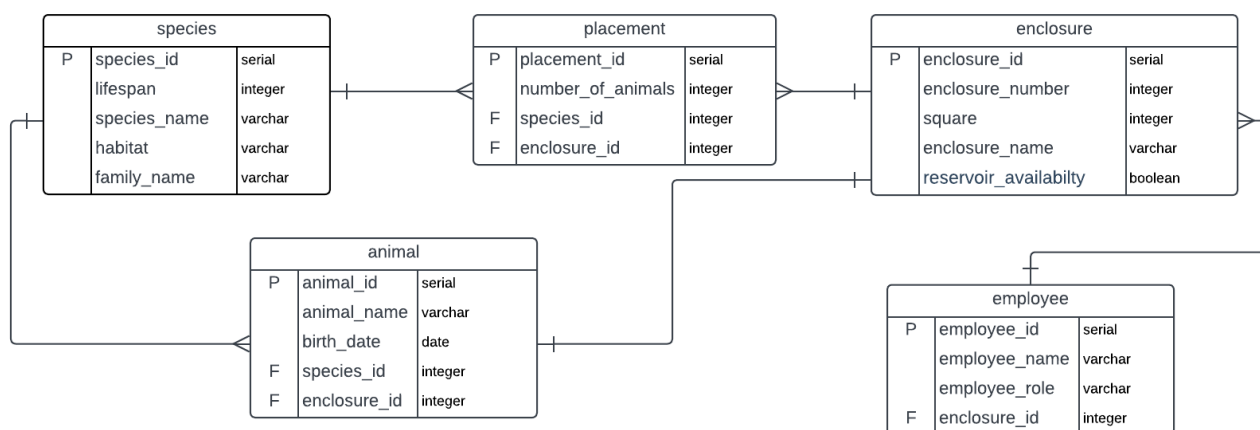 species
P species_id serial
lifespan integer
species_name varchar
habitat varchar
family_name varchar
placement
P placement_id serial
number_of_animals integer
F species_id integer
F enclosure_id integer
enclosure
P enclosure_id serial
enclosure_number integer
square integer
enclosure_name varchar
reservoir_availabilty boolean
animal
P animal_id serial
animal_name varchar
birth_date date
F species_id integer
F enclosure_id integer
employee
P employee_id serial
employee_name varchar
employee_role varchar
F enclosure_id integer